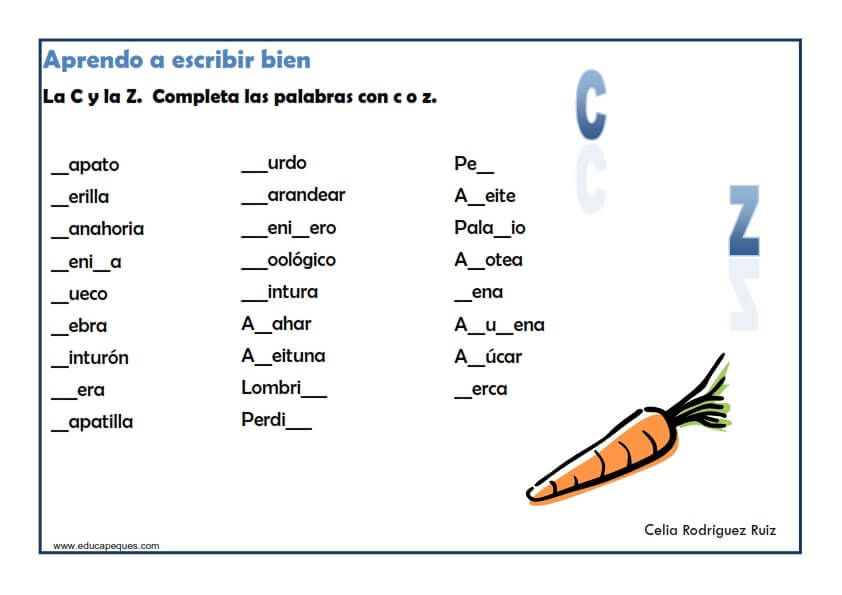 Aprendo a escribir bien
La C y la Z. Completa las palabras con c o z.
C
Z
__apato
__erilla
__anahoria
__eni__a
__ueco
__ebra
__inturón
___era
__apatilla
___urdo
___arandear
___eni__ero
___oológico
___intura
A__ahar
A__eituna
Lombri___
Perdi___
Pe__
A__eite
Pala__io
A__otea
__ena
A__u__ena
A__úcar
__erca
Celia Rodríguez Ruiz
www.educapeques.com